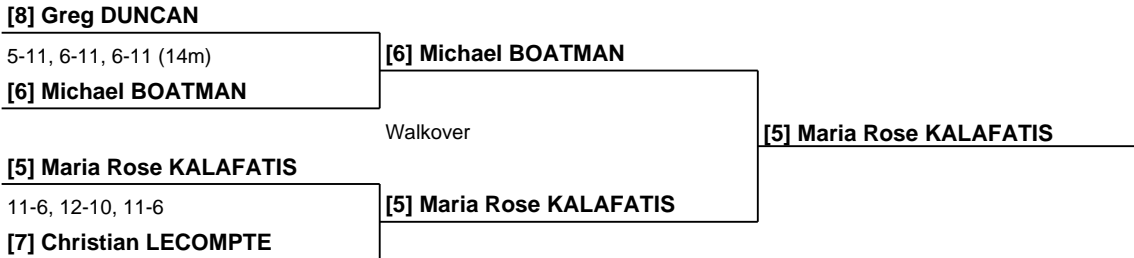 [8] Greg DUNCAN
5-11, 6-11, 6-11 (14m)
[6] Michael BOATMAN
[6] Michael BOATMAN
Walkover
[5] Maria Rose KALAFATIS
[5] Maria Rose KALAFATIS
11-6, 12-10, 11-6
[5] Maria Rose KALAFATIS
[7] Christian LECOMPTE